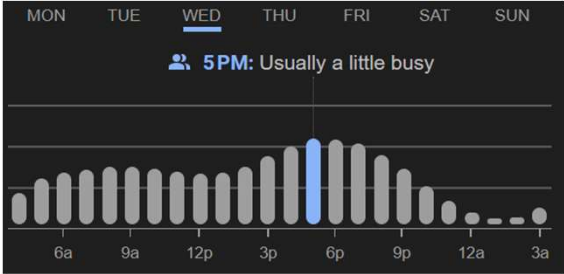 MON TUE WED THU FRI SAT SUN
5 PM: Usually a little busy
6a 9a 12p 3p 6p 9p 12a 3a